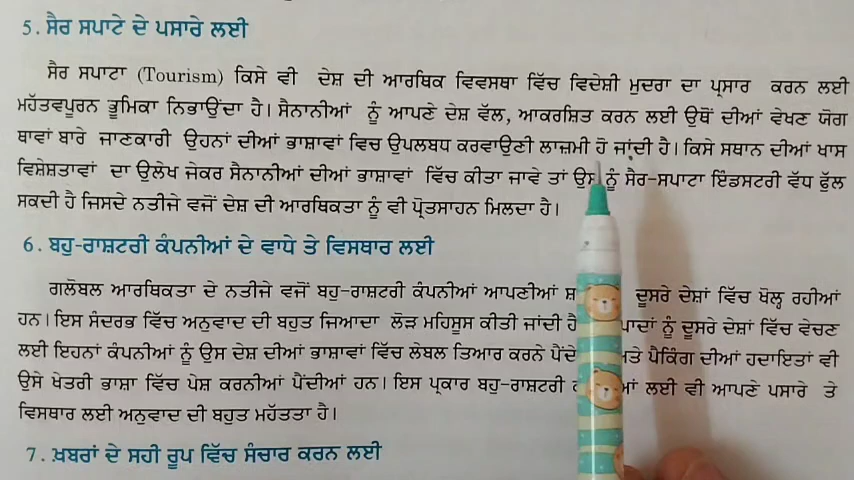 5. ਸੈਰ ਸਪਾਟੇ ਦੇ ਪਸਾਰੇ ਲਈ
ਸੈਰ ਸਪਾਟਾ (Tourism) ਕਿਸੇ ਵੀ ਦੇਸ਼ ਦੀ ਆਰਥਿਕ ਵਿਵਸਥਾ ਵਿੱਚ ਵਿਦੇਸ਼ੀ ਮੁਦਰਾ ਦਾ ਪ੍ਰਸਾਰ ਕਰਨ ਲਈ
ਮਹੱਤਵਪੂਰਨ ਭੂਮਿਕਾ ਨਿਭਾਉਂਦਾ ਹੈ। ਸੈਨਾਨੀਆਂ ਨੂੰ ਆਪਣੇ ਦੇਸ਼ ਵੱਲ, ਆਕਰਸ਼ਿਤ ਕਰਨ ਲਈ ਉਥੋਂ ਦੀਆਂ ਵੇਖਣ ਯੋਗ
ਥਾਵਾਂ ਬਾਰੇ ਜਾਣਕਾਰੀ ਉਹਨਾਂ ਦੀਆਂ ਭਾਸ਼ਾਵਾਂ ਵਿਚ ਉਪਲਬਧ ਕਰਵਾਉਣੀ ਲਾਜ਼ਮੀ ਹੋ ਜਾਂਦੀ ਹੈ। ਕਿਸੇ ਸਥਾਨ ਦੀਆਂ ਖਾਸ
ਵਿਸ਼ੇਸ਼ਤਾਵਾਂ ਦਾ ਉਲੇਖ ਜੇਕਰ ਸੈਨਾਨੀਆਂ ਦੀਆਂ ਭਾਸ਼ਾਵਾਂ ਵਿੱਚ ਕੀਤਾ ਜਾਵੇ ਤਾਂ ਨੂੰ ਸੈਰ-ਸਪਾਟਾ ਇੰਡਸਟਰੀ ਵੱਧ ਫੁੱਲ
ਸਕਦੀ ਹੈ ਜਿਸਦੇ ਨਤੀਜੇ ਵਜੋਂ ਦੇਸ਼ ਦੀ ਆਰਥਿਕਤਾ ਨੂੰ ਵੀ ਪ੍ਰੋਤਸਾਹਨ ਮਿਲਦਾ ਹੈ।
6. ਬਹੁ-ਰਾਸ਼ਟਰੀ ਕੰਪਨੀਆਂ ਦੇ ਵਾਧੇ ਤੇ ਵਿਸਥਾਰ ਲਈ
ਗਲੋਬਲ ਆਰਥਿਕਤਾ ਦੇ ਨਤੀਜੇ ਵਜੋਂ ਬਹੁ-ਰਾਸ਼ਟਰੀ ਕੰਪਨੀਆਂ ਆਪਣੀਆਂ ਦੂਸਰੇ ਦੇਸ਼ਾਂ ਵਿੱਚ ਖੋਲ੍ਹ ਰਹੀਆਂ
ਹਨ। ਇਸ ਸੰਦਰਭ ਵਿੱਚ ਅਨੁਵਾਦ ਦੀ ਬਹੁਤ ਜਿਆਦਾ ਲੋੜ ਮਹਿਸੂਸ ਕੀਤੀ ਜਾਂਦੀ ਨੂੰ ਦੂਸਰੇ ਦੇਸ਼ਾਂ ਵਿੱਚ ਵੇਚਣ
ਲਈ ਇਹਨਾਂ ਕੰਪਨੀਆਂ ਨੂੰ ਉਸ ਦੇਸ਼ ਦੀਆਂ ਭਾਸ਼ਾਵਾਂ ਵਿੱਚ ਲੇਬਲ ਤਿਆਰ ਕਰਨੇ ਪੈਂਦੇ ਪੈਕਿੰਗ ਦੀਆਂ ਹਦਾਇਤਾਂ ਵੀ
ਉਸੇ ਖੇਤਰੀ ਭਾਸ਼ਾ ਵਿੱਚ ਪੇਸ਼ ਕਰਨੀਆਂ ਪੈਂਦੀਆਂ ਹਨ। ਇਸ ਪ੍ਰਕਾਰ ਬਹੁ-ਰਾਸ਼ਟਰੀ ਲਈ ਵੀ ਆਪਣੇ ਪਸਾਰੇ ਤੇ
ਵਿਸਥਾਰ ਲਈ ਅਨੁਵਾਦ ਦੀ ਬਹੁਤ ਮਹੱਤਤਾ ਹੈ।
7. ਖ਼ਬਰਾਂ ਦੇ ਸਹੀ ਰੂਪ ਵਿੱਚ ਸੰਚਾਰ ਕਰਨ ਲਈ